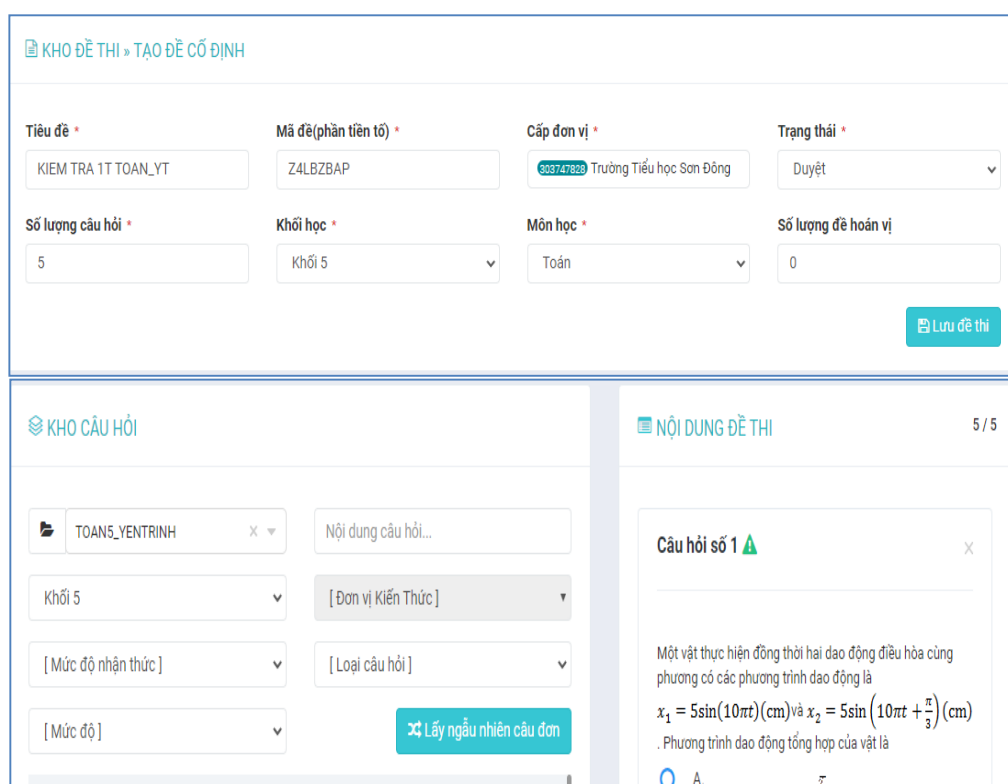 KHO ĐỀ THI » TẠO ĐỀ CỐ ĐỊNH
Tiêu đề * Mã đề(phần tiền tố) * Cấp đơn vị * Trạng thái *
KIEM TRA 1T TOAN_YT Z4LBZBAP 303747828 Trường Tiểu học Sơn Đông Duyệt
Số lượng câu hỏi * Khối học * Môn học * Số lượng đề hoán vị
5 Khối 5 Toán 0
Lưu đề thi
KHO CÂU HỎI
TOAN5_YENTRINH × Nội dung câu hỏi...
Khối 5 [ Đơn vị Kiến Thức ]
[ Mức độ nhận thức ] [ Loại câu hỏi ]
[ Mức độ ] Lấy ngẫu nhiên câu đơn
NỘI DUNG ĐỀ THI 5 / 5
Câu hỏi số 1 ×
Một vật thực hiện đồng thời hai dao động điều hòa cùng
phương có các phương trình dao động là
x₁ = 5sin(10πt)(cm)và x₂ = 5sin(10πt + π/3)(cm)
. Phương trình dao động tổng hợp của vật là
A.